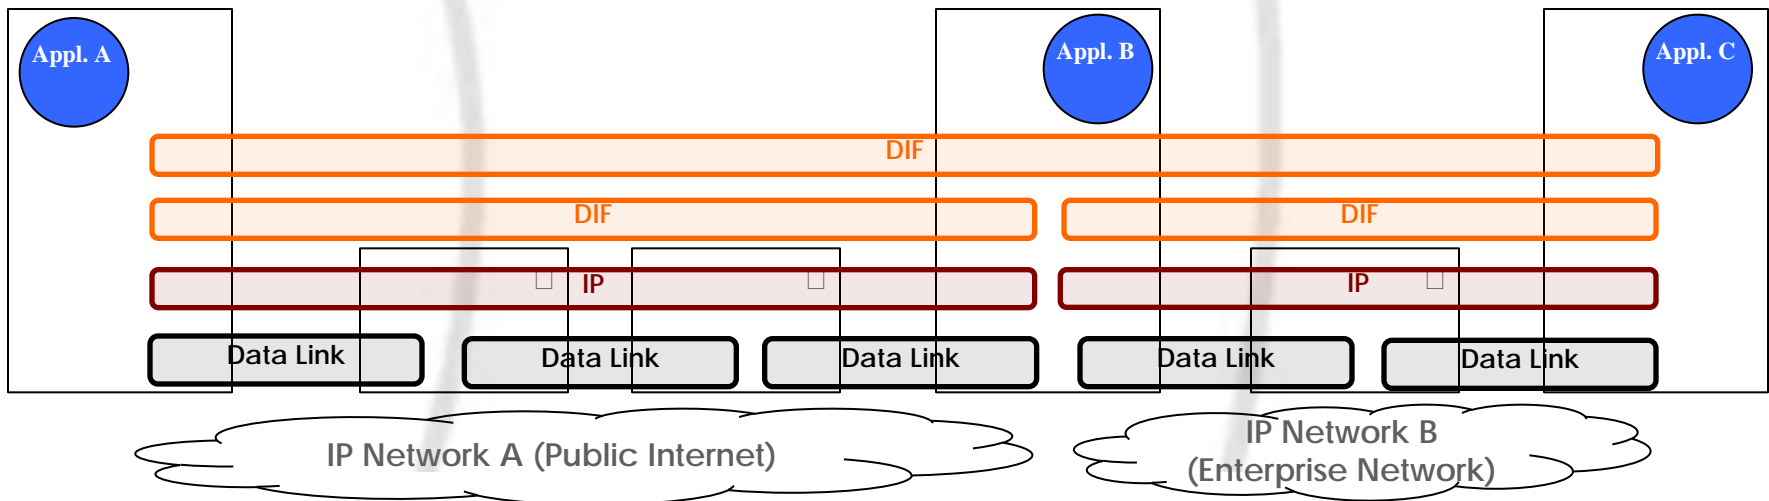 Appl. A
Appl. B
Appl. C
DIF
DIF
DIF
IP
IP
Data Link
Data Link
Data Link
Data Link
Data Link
IP Network A (Public Internet)
IP Network B
(Enterprise Network)